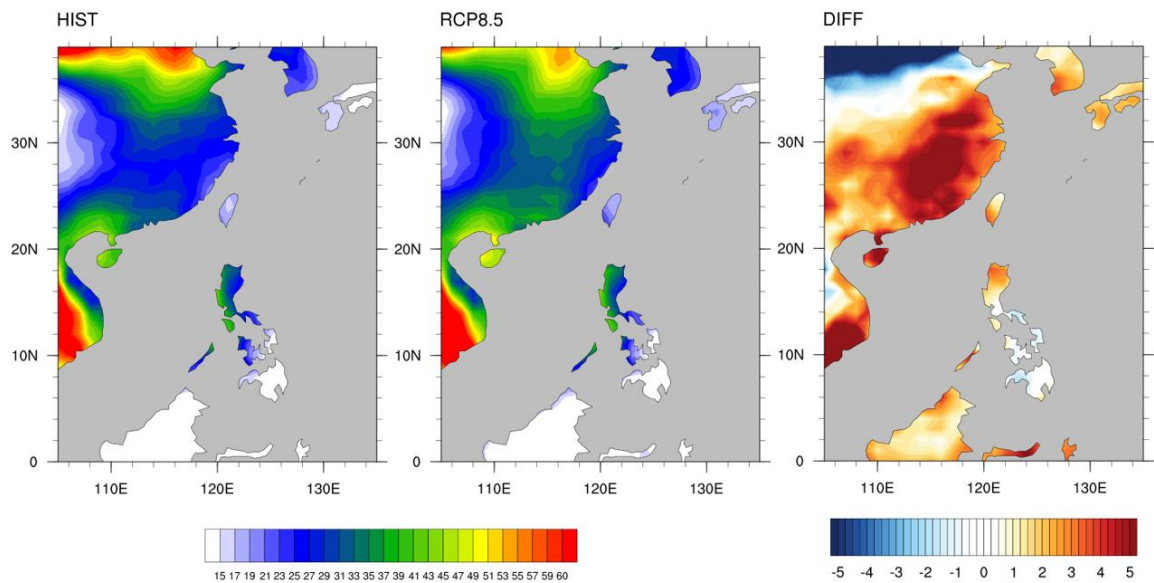 HIST
RCP8.5
DIFF
30N
30N
30N
20N
20N
20N
10N
10N
10N
0
0
0
110E 120E 130E
110E 120E 130E
110E 120E 130E
15 17 19 21 23 25 27 29 31 33 35 37 39 41 43 45 47 49 51 53 55 57 59 60
-5 -4 -3 -2 -1 0 1 2 3 4 5